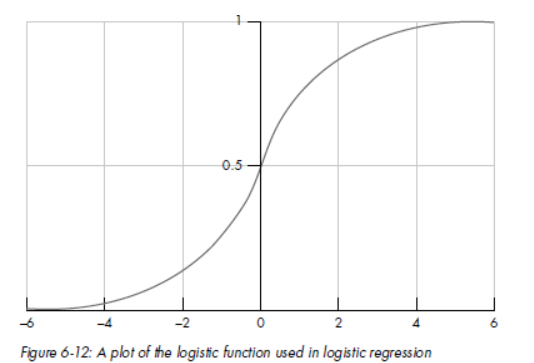 1
0.5
–6 –4 –2 0 2 4 6
Figure 6-12: A plot of the logistic function used in logistic regression